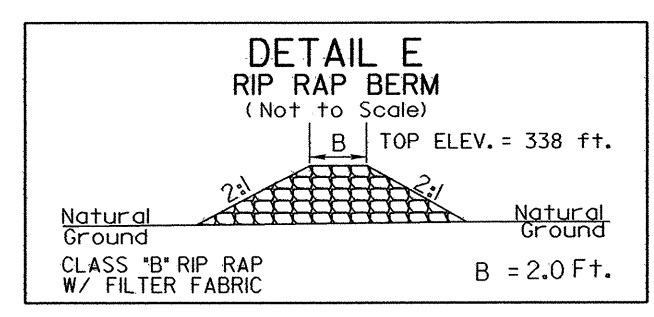 DETAIL E
RIP RAP BERM
(Not to Scale)
B
TOP ELEV. = 338 ft.
2:1
2:1
Natural
Ground
Natural
Ground
CLASS "B" RIP RAP
W/ FILTER FABRIC
B = 2.0 Ft.